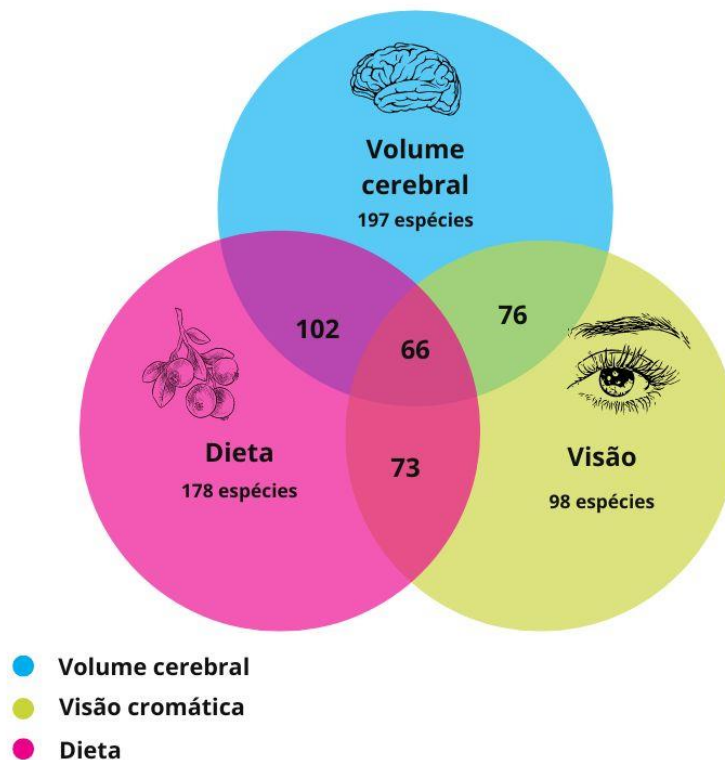 Volume
cerebral
197 espécies
102
66
76
Dieta
178 espécies
73
Visão
98 espécies
Volume cerebral
Visão cromática
Dieta